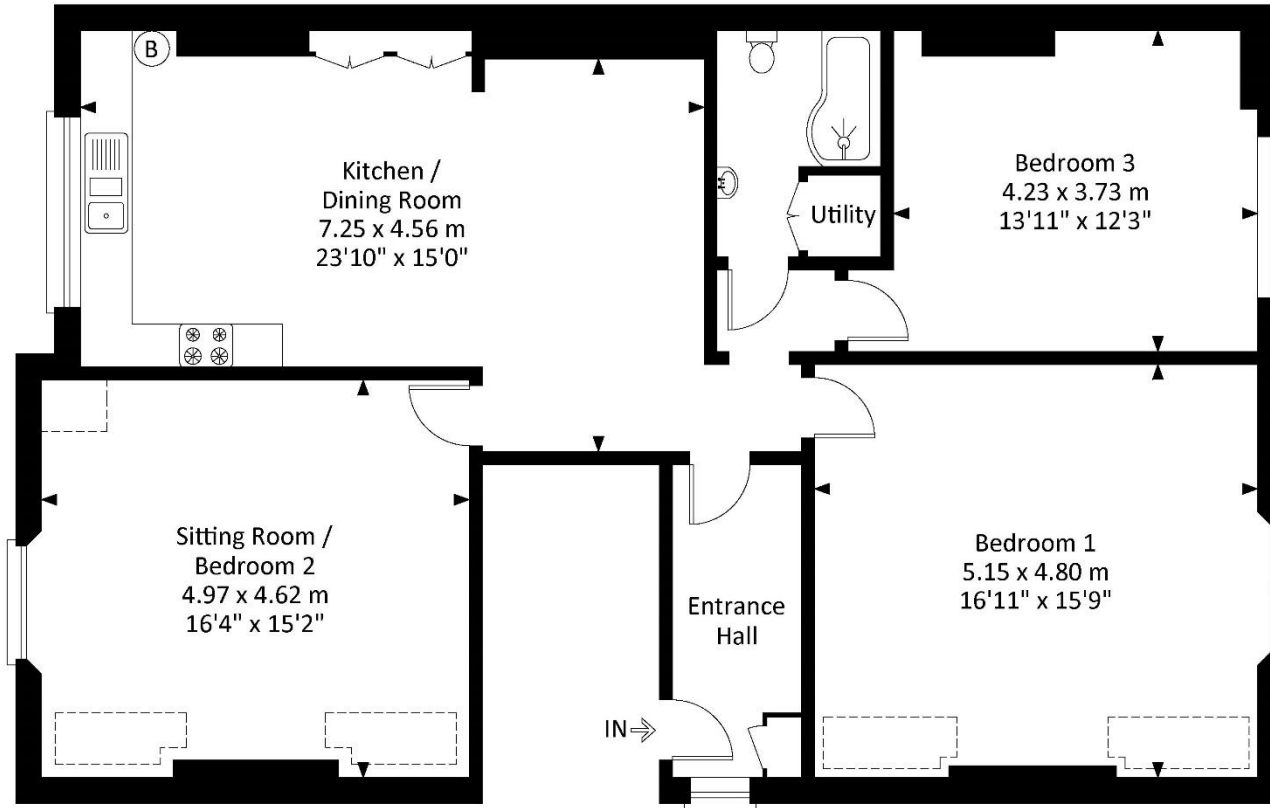 B
Kitchen /
Dining Room
7.25 x 4.56 m
23'10" x 15'0"
Utility
Bedroom 3
4.23 x 3.73 m
13'11" x 12'3"
Sitting Room /
Bedroom 2
4.97 x 4.62 m
16'4" x 15'2"
Entrance
Hall
IN
Bedroom 1
5.15 x 4.80 m
16'11" x 15'9"